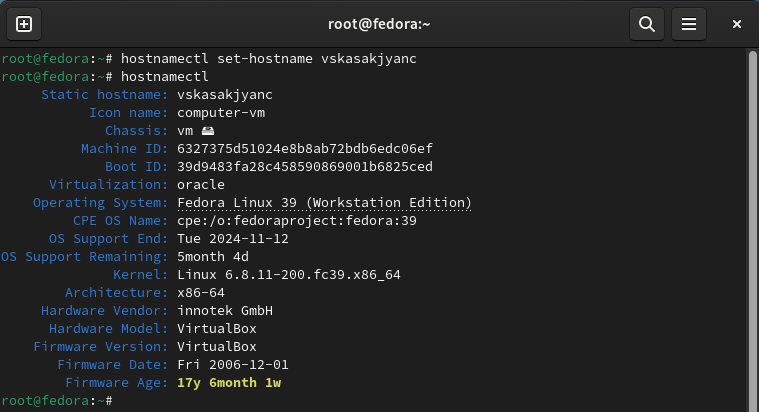 root@fedora:~
root@fedora:~# hostnamectl set-hostname vskasakjyanc
root@fedora:~# hostnamectl
Static hostname: vskasakjyanc
Icon name: computer-vm
Chassis: vm 🖴
Machine ID: 6327375d51024e8b8ab72bdb6edc06ef
Boot ID: 39d9483fa28c458590869001b6825ced
Virtualization: oracle
Operating System: Fedora Linux 39 (Workstation Edition)
CPE OS Name: cpe:/o:fedoraproject:fedora:39
OS Support End: Tue 2024-11-12
OS Support Remaining: 5month 4d
Kernel: Linux 6.8.11-200.fc39.x86_64
Architecture: x86-64
Hardware Vendor: innotek GmbH
Hardware Model: VirtualBox
Firmware Version: VirtualBox
Firmware Date: Fri 2006-12-01
Firmware Age: 17y 6month 1w
root@fedora:~#